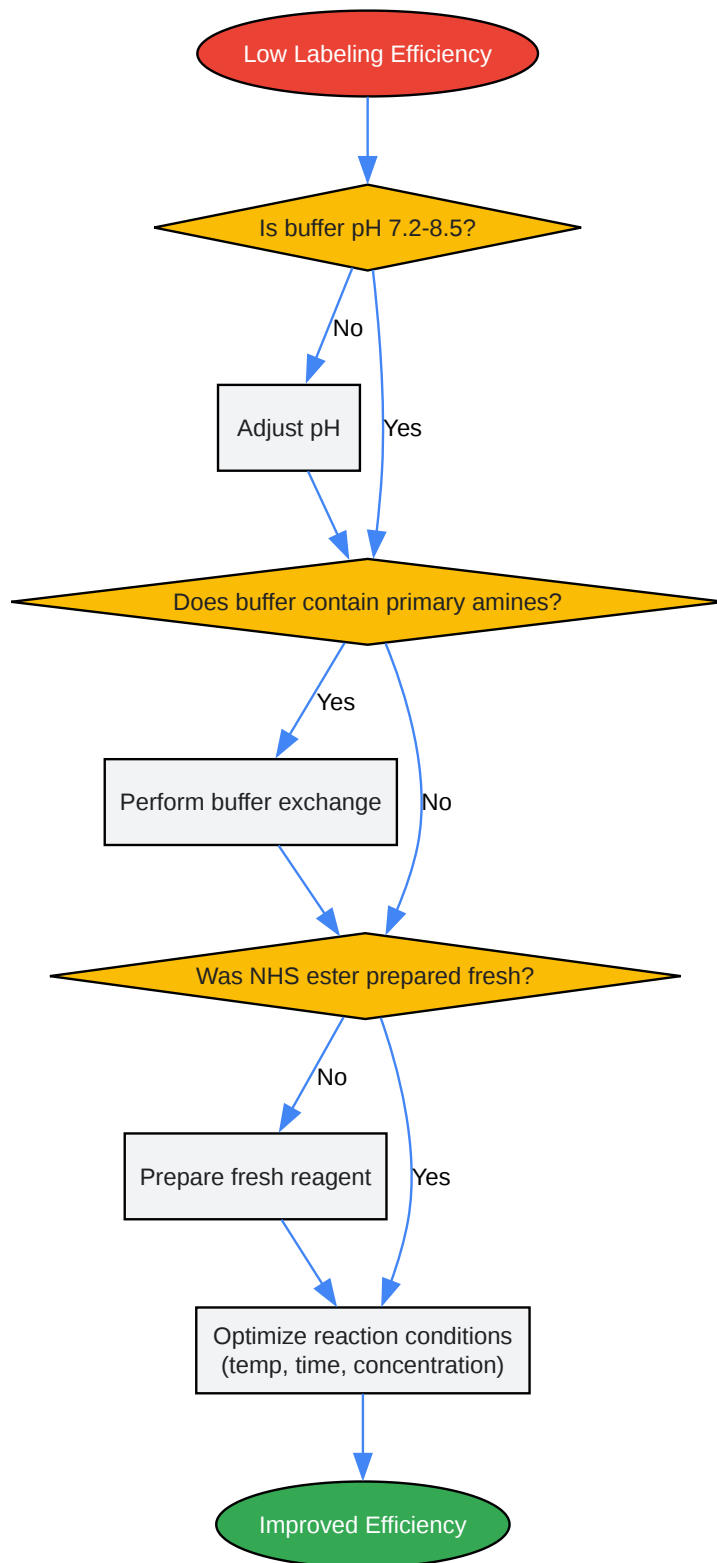 Low Labeling Efficiency
Is buffer pH 7.2-8.5?
No
Adjust pH
Yes
Does buffer contain primary amines?
Yes
Perform buffer exchange
No
Was NHS ester prepared fresh?
No
Prepare fresh reagent
Yes
Optimize reaction conditions
(temp, time, concentration)
Improved Efficiency